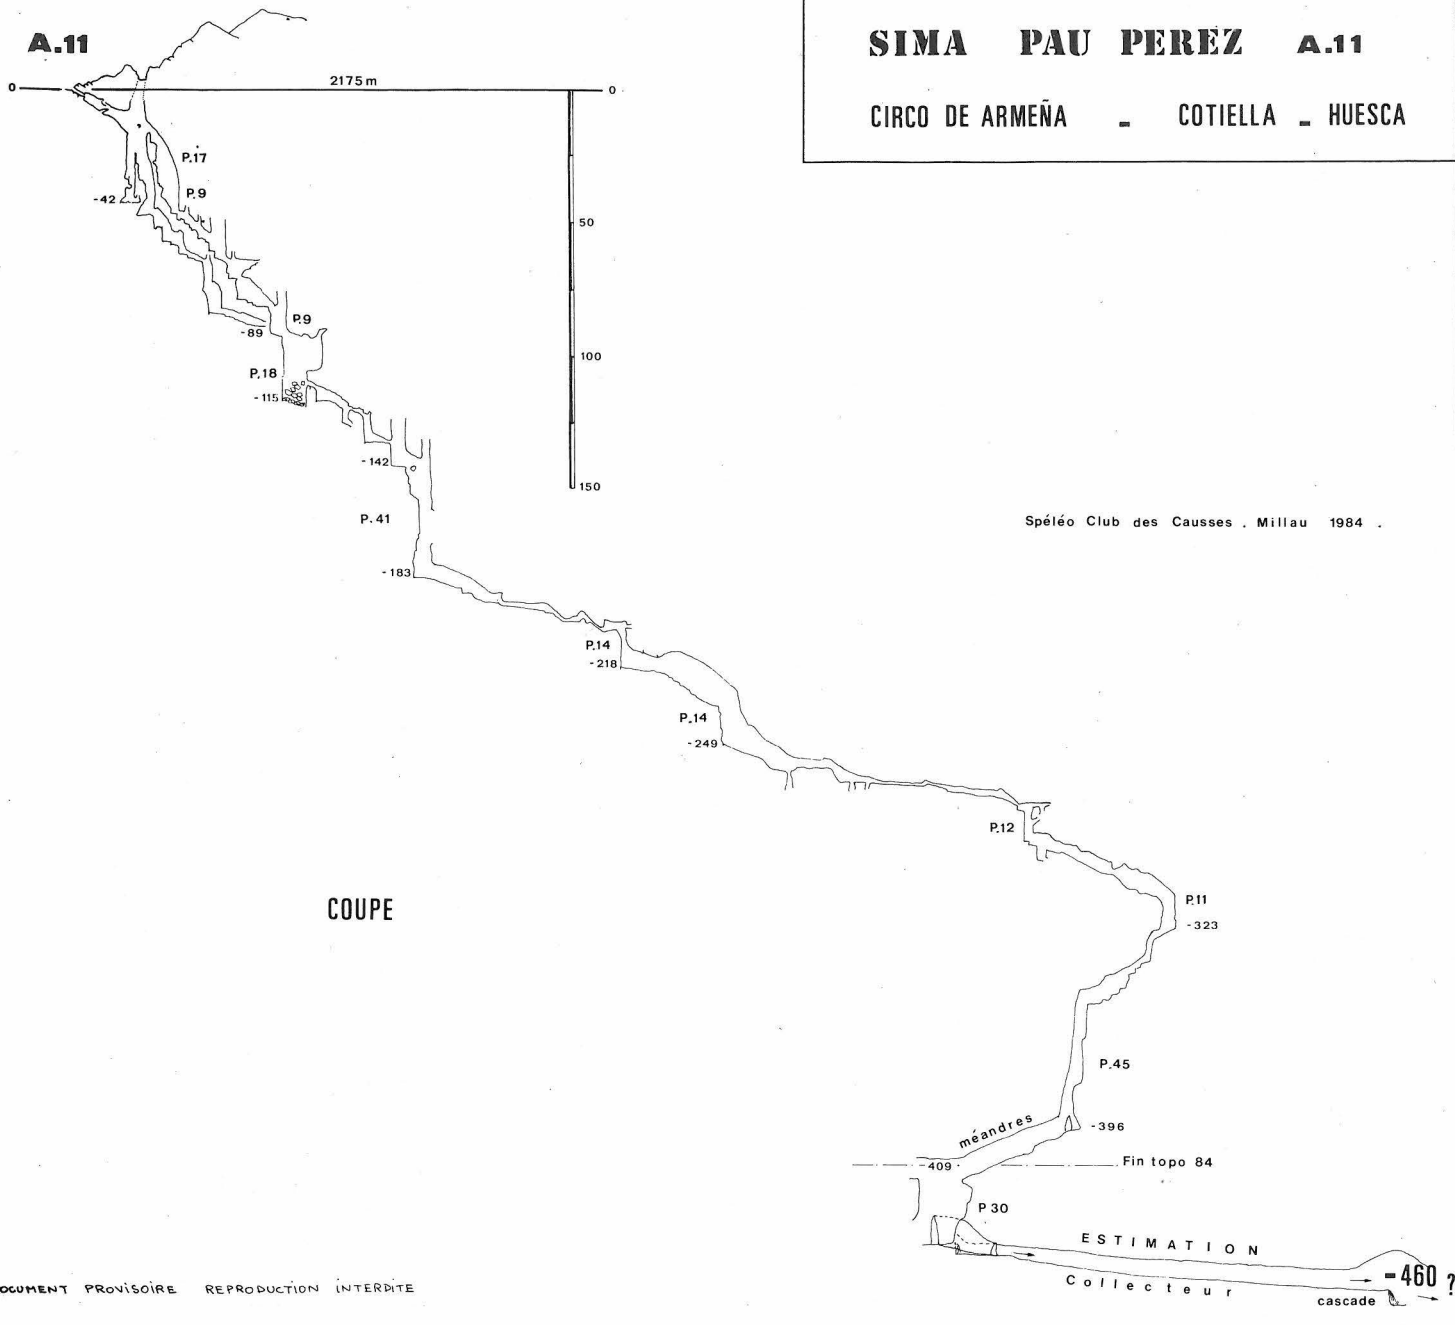 A.11
SIMA PAU PEREZ A.11
CIRCO DE ARMEÑA - COTIELLA - HUESCA
0 2175 m 0
P.17
P.9
-42
50
P.9
-89
100
P.18
-115
-142
150
P.41
Spéléo Club des Causses . Millau 1984 .
-183
P.14
-218
P.14
-249
P.12
P.11
-323
COUPE
P.45
-396
méandres
-409
Fin topo 84
P 30
ESTIMATION
Collecteur
-460 ?
cascade
OCUMENT PROVISOIRE REPRODUCTION INTERDITE